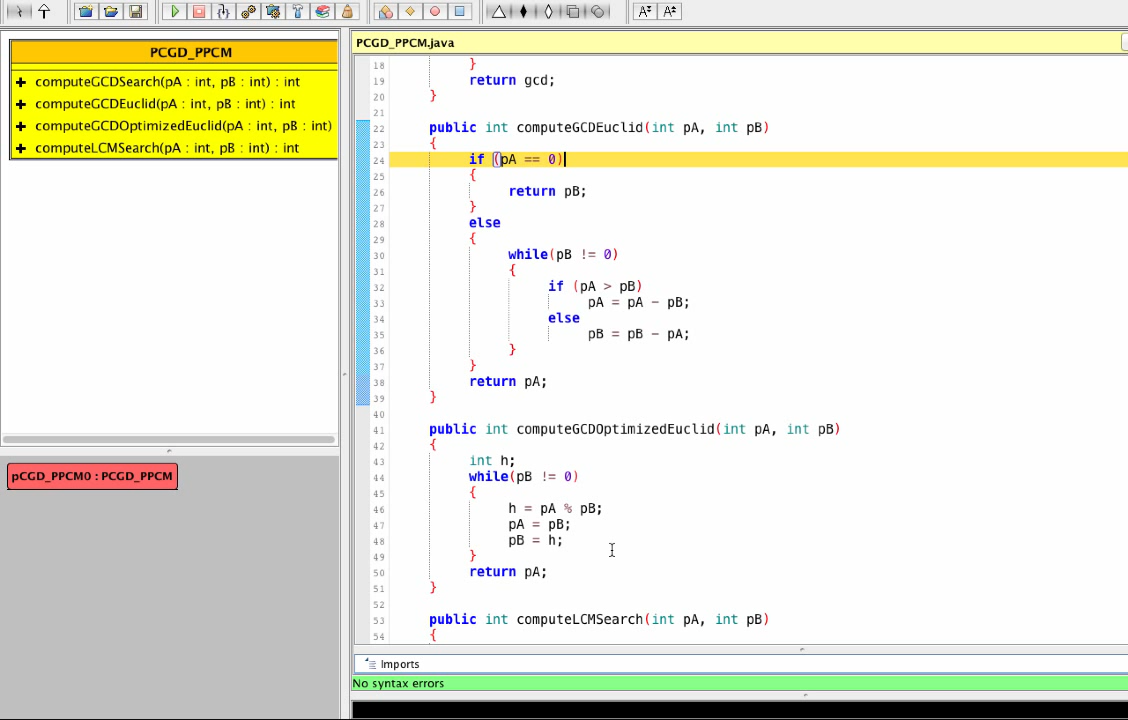 PCGD_PPCM
+ computeGCDSearch(pA : int, pB : int) : int
+ computeGCDEuclid(pA : int, pB : int) : int
+ computeGCDOptimizedEuclid(pA : int, pB : int)
+ computeLCMSearch(pA : int, pB : int) : int
pCGD_PPCM0 : PCGD_PPCM
PCGD_PPCM.java
18 }
19 return gcd;
20 }
21
22 public int computeGCDEuclid(int pA, int pB)
23 {
24 if (pA == 0)
25 {
26 return pB;
27 }
28 else
29 {
30 while(pB != 0)
31 {
32 if (pA > pB)
33 pA = pA - pB;
34 else
35 pB = pB - pA;
36 }
37 }
38 return pA;
39 }
40
41 public int computeGCDOptimizedEuclid(int pA, int pB)
42 {
43 int h;
44 while(pB != 0)
45 {
46 h = pA % pB;
47 pA = pB;
48 pB = h;
49 }
50 return pA;
51 }
52
53 public int computeLCMSearch(int pA, int pB)
54 {
Imports
No syntax errors